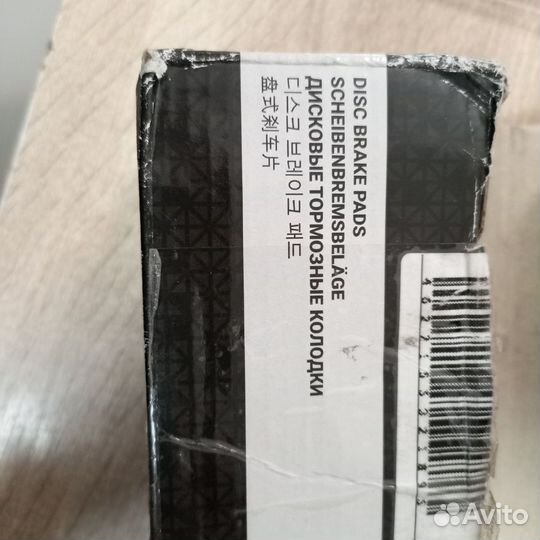 DISC BRAKE PADS
SCHEIBENBREMSBELÄGE
ДИСКОВЫЕ ТОРМОЗНЫЕ КОЛОДКИ
디스크 브레이크 패드
盘式刹车片
Avito